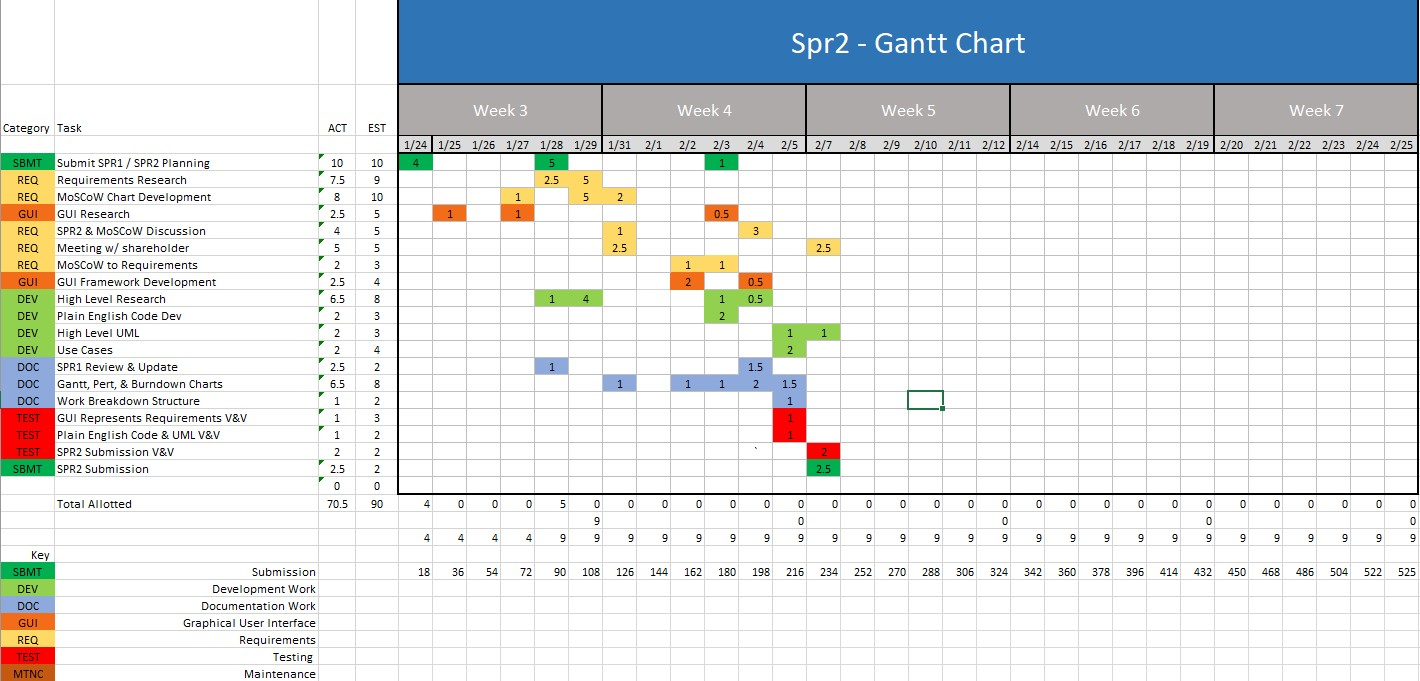 Spr2 - Gantt Chart
Week 3 Week 4 Week 5 Week 6 Week 7
Category Task ACT EST
1/24 1/25 1/26 1/27 1/28 1/29 1/31 2/1 2/2 2/3 2/4 2/5 2/7 2/8 2/9 2/10 2/11 2/12 2/14 2/15 2/16 2/17 2/18 2/19 2/20 2/21 2/22 2/23 2/24 2/25
SBMT Submit SPR1 / SPR2 Planning 10 10 4 5 1
REQ Requirements Research 7.5 9 2.5 5
REQ MoSCoW Chart Development 8 10 1 5 2
GUI GUI Research 2.5 5 1 1 0.5
REQ SPR2 & MoSCoW Discussion 4 5 1 3
REQ Meeting w/ shareholder 5 5 2.5 2.5
REQ MoSCoW to Requirements 2 3 1 1
GUI GUI Framework Development 2.5 4 2 0.5
DEV High Level Research 6.5 8 1 4 1 0.5
DEV Plain English Code Dev 2 3 2
DEV High Level UML 2 3 1 1
DEV Use Cases 2 4 2
DOC SPR1 Review & Update 2.5 2 1 1.5
DOC Gantt, Pert, & Burndown Charts 6.5 8 1 1 1 2 1.5
DOC Work Breakdown Structure 1 2 1
TEST GUI Represents Requirements V&V 1 3 1
TEST Plain English Code & UML V&V 1 2 1
TEST SPR2 Submission V&V 2 2 ` 2
SBMT SPR2 Submission 2.5 2 2.5
0 0
Total Allotted 70.5 90 4 0 0 0 5 0 0 0 0 0 0 0 0 0 0 0 0 0 0 0 0 0 0 0 0 0 0 0 0 0
9 0 0 0 0
4 4 4 4 9 9 9 9 9 9 9 9 9 9 9 9 9 9 9 9 9 9 9 9 9 9 9 9 9 9
Key
SBMT Submission 18 36 54 72 90 108 126 144 162 180 198 216 234 252 270 288 306 324 342 360 378 396 414 432 450 468 486 504 522 525
DEV Development Work
DOC Documentation Work
GUI Graphical User Interface
REQ Requirements
TEST Testing
MTNC Maintenance